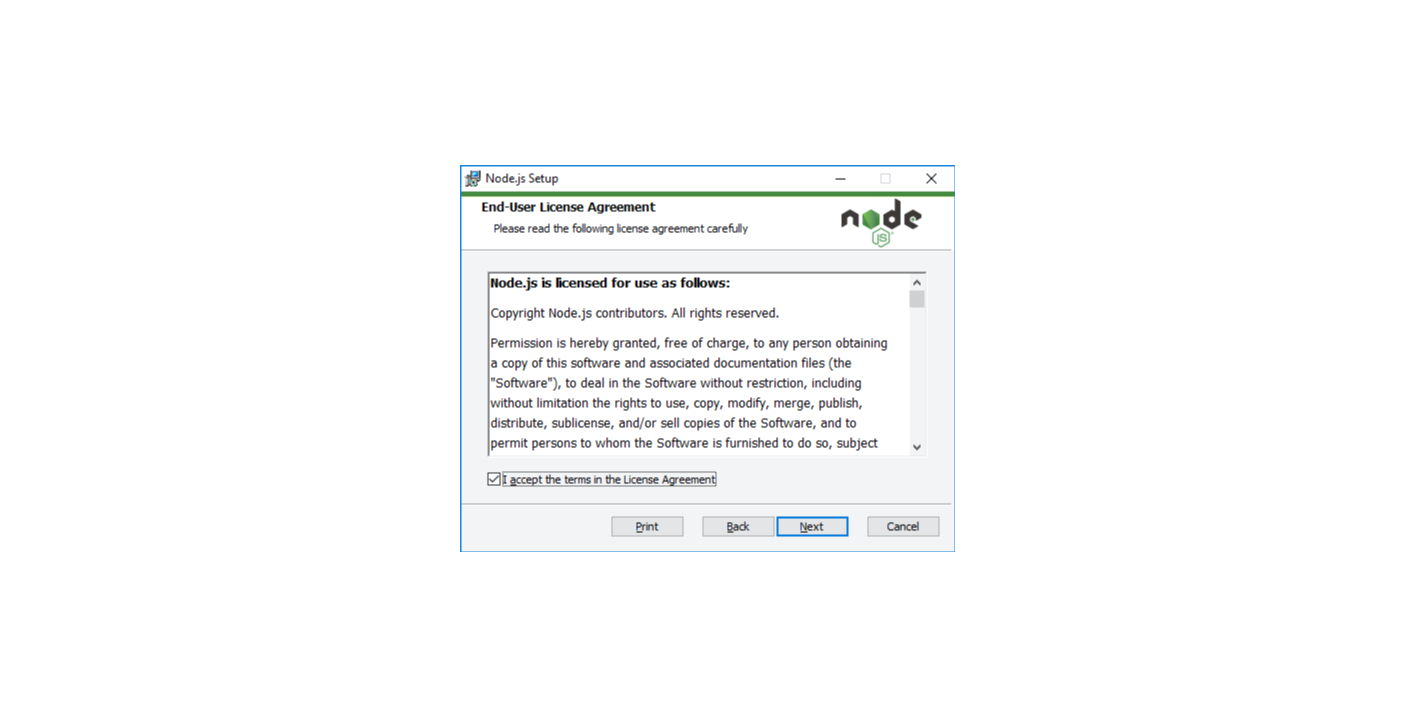 Node.js Setup
End-User License Agreement
Please read the following license agreement carefully
node
JS
Node.js is licensed for use as follows:
Copyright Node.js contributors. All rights reserved.
Permission is hereby granted, free of charge, to any person obtaining
a copy of this software and associated documentation files (the
"Software"), to deal in the Software without restriction, including
without limitation the rights to use, copy, modify, merge, publish,
distribute, sublicense, and/or sell copies of the Software, and to
permit persons to whom the Software is furnished to do so, subject
I accept the terms in the License Agreement
Print Back Next Cancel